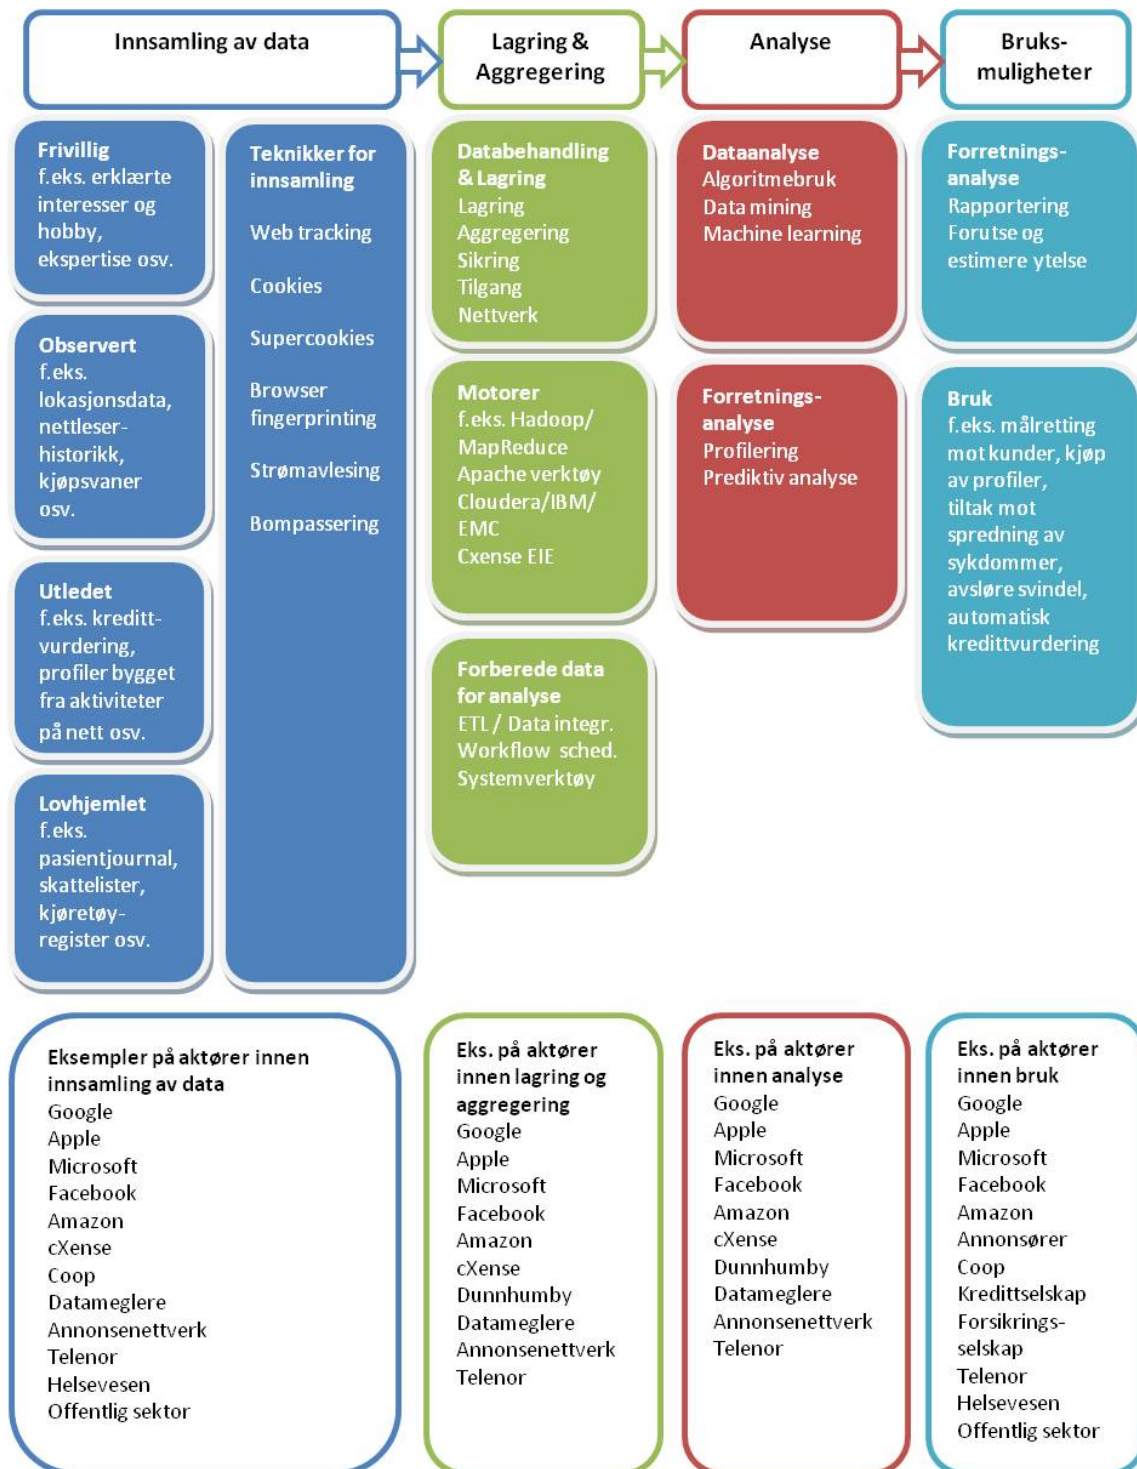 Innsamling av data
Lagring &
Aggregering
Analyse
Bruks-
muligheter
Frivillig
f.eks. erklærte
interesser og
hobby,
ekspertise osv.
Observert
f.eks.
lokasjonsdata,
nettleser-
historikk,
kjøpsvaner
osv.
Utledet
f.eks. kreditt-
vurdering,
profiler bygget
fra aktiviteter
på nett osv.
Lovhjemlet
f.eks.
pasientjournal,
skattelister,
kjøretøy-
register osv.
Teknikker for
innsamling
Web tracking
Cookies
Supercookies
Browser
fingerprinting
Strømavlesing
Bompassering
Databehandling
& Lagring
Lagring
Aggregering
Sikring
Tilgang
Nettverk
Motorer
f.eks. Hadoop/
MapReduce
Apache verktøy
Cloudera/IBM/
EMC
Cxense EIE
Forberede data
for analyse
ETL / Data integr.
Workflow sched.
Systemverktøy
Dataanalyse
Algoritmebruk
Data mining
Machine learning
Forretnings-
analyse
Profilering
Prediktiv analyse
Forretnings-
analyse
Rapportering
Forutse og
estimere ytelse
Bruk
f.eks. målretting
mot kunder, kjøp
av profiler,
tiltak mot
spredning av
sykdommer,
avsløre svindel,
automatisk
kredittvurdering
Eksempler på aktører innen
innsamling av data
Google
Apple
Microsoft
Facebook
Amazon
cXense
Coop
Datameglere
Annonsenettverk
Telenor
Helsevesen
Offentlig sektor
Eks. på aktører
innen lagring og
aggregering
Google
Apple
Microsoft
Facebook
Amazon
cXense
Dunnhumby
Datameglere
Annonsenettverk
Telenor
Eks. på aktører
innen analyse
Google
Apple
Microsoft
Facebook
Amazon
cXense
Dunnhumby
Datameglere
Annonsenettverk
Telenor
Eks. på aktører
innen bruk
Google
Apple
Microsoft
Facebook
Amazon
Annonsører
Coop
Kredittselskap
Forsikrings-
selskap
Telenor
Helsevesen
Offentlig sektor